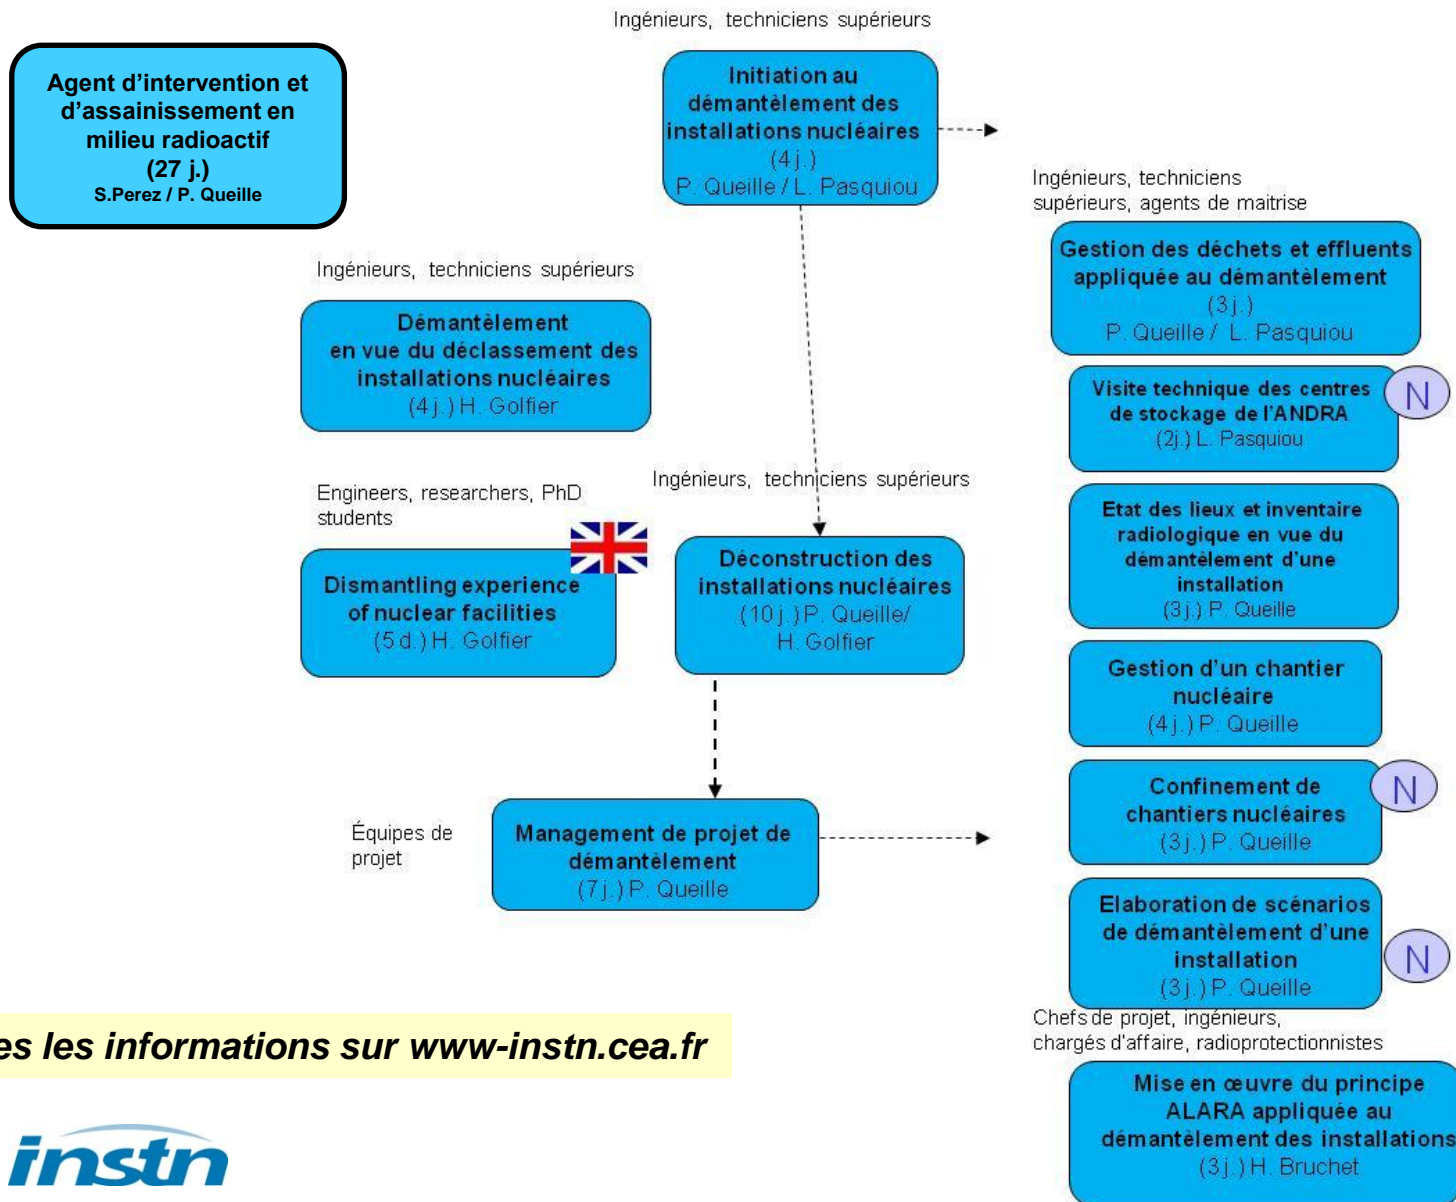 Ingénieurs, techniciens supérieurs
Agent d’intervention et
d’assainissement en
milieu radioactif
(27 j.)
S.Perez / P. Queille
Initiation au
démantèlement des
installations nucléaires
(4 j.)
P. Queille / L. Pasquiou
Ingénieurs, techniciens
supérieurs, agents de maitrise
Gestion des déchets et effluents
appliquée au démantèlement
(3 j.)
P. Queille / L. Pasquiou
Ingénieurs, techniciens supérieurs
Démantèlement
en vue du déclassement des
installations nucléaires
(4 j.) H. Golfier
Visite technique des centres
de stockage de l’ANDRA
(2j.) L. Pasquiou
N
Engineers, researchers, PhD
students
Dismantling experience
of nuclear facilities
(5 d.) H. Golfier
Ingénieurs, techniciens supérieurs
Déconstruction des
installations nucléaires
(10 j.) P. Queille/
H. Golfier
Etat des lieux et inventaire
radiologique en vue du
démantèlement d’une
installation
(3 j.) P. Queille
Gestion d’un chantier
nucléaire
(4 j.) P. Queille
Équipes de
projet
Management de projet de
démantèlement
(7 j.) P. Queille
Confinement de
chantiers nucléaires
(3 j.) P. Queille
N
Elaboration de scénarios
de démantèlement d’une
installation
(3 j.) P. Queille
N
Chefs de projet, ingénieurs,
chargés d’affaire, radioprotectionnistes
Mise en œuvre du principe
ALARA appliquée au
démantèlement des installations
(3 j.) H. Bruchet
es les informations sur www-instn.cea.fr
instn